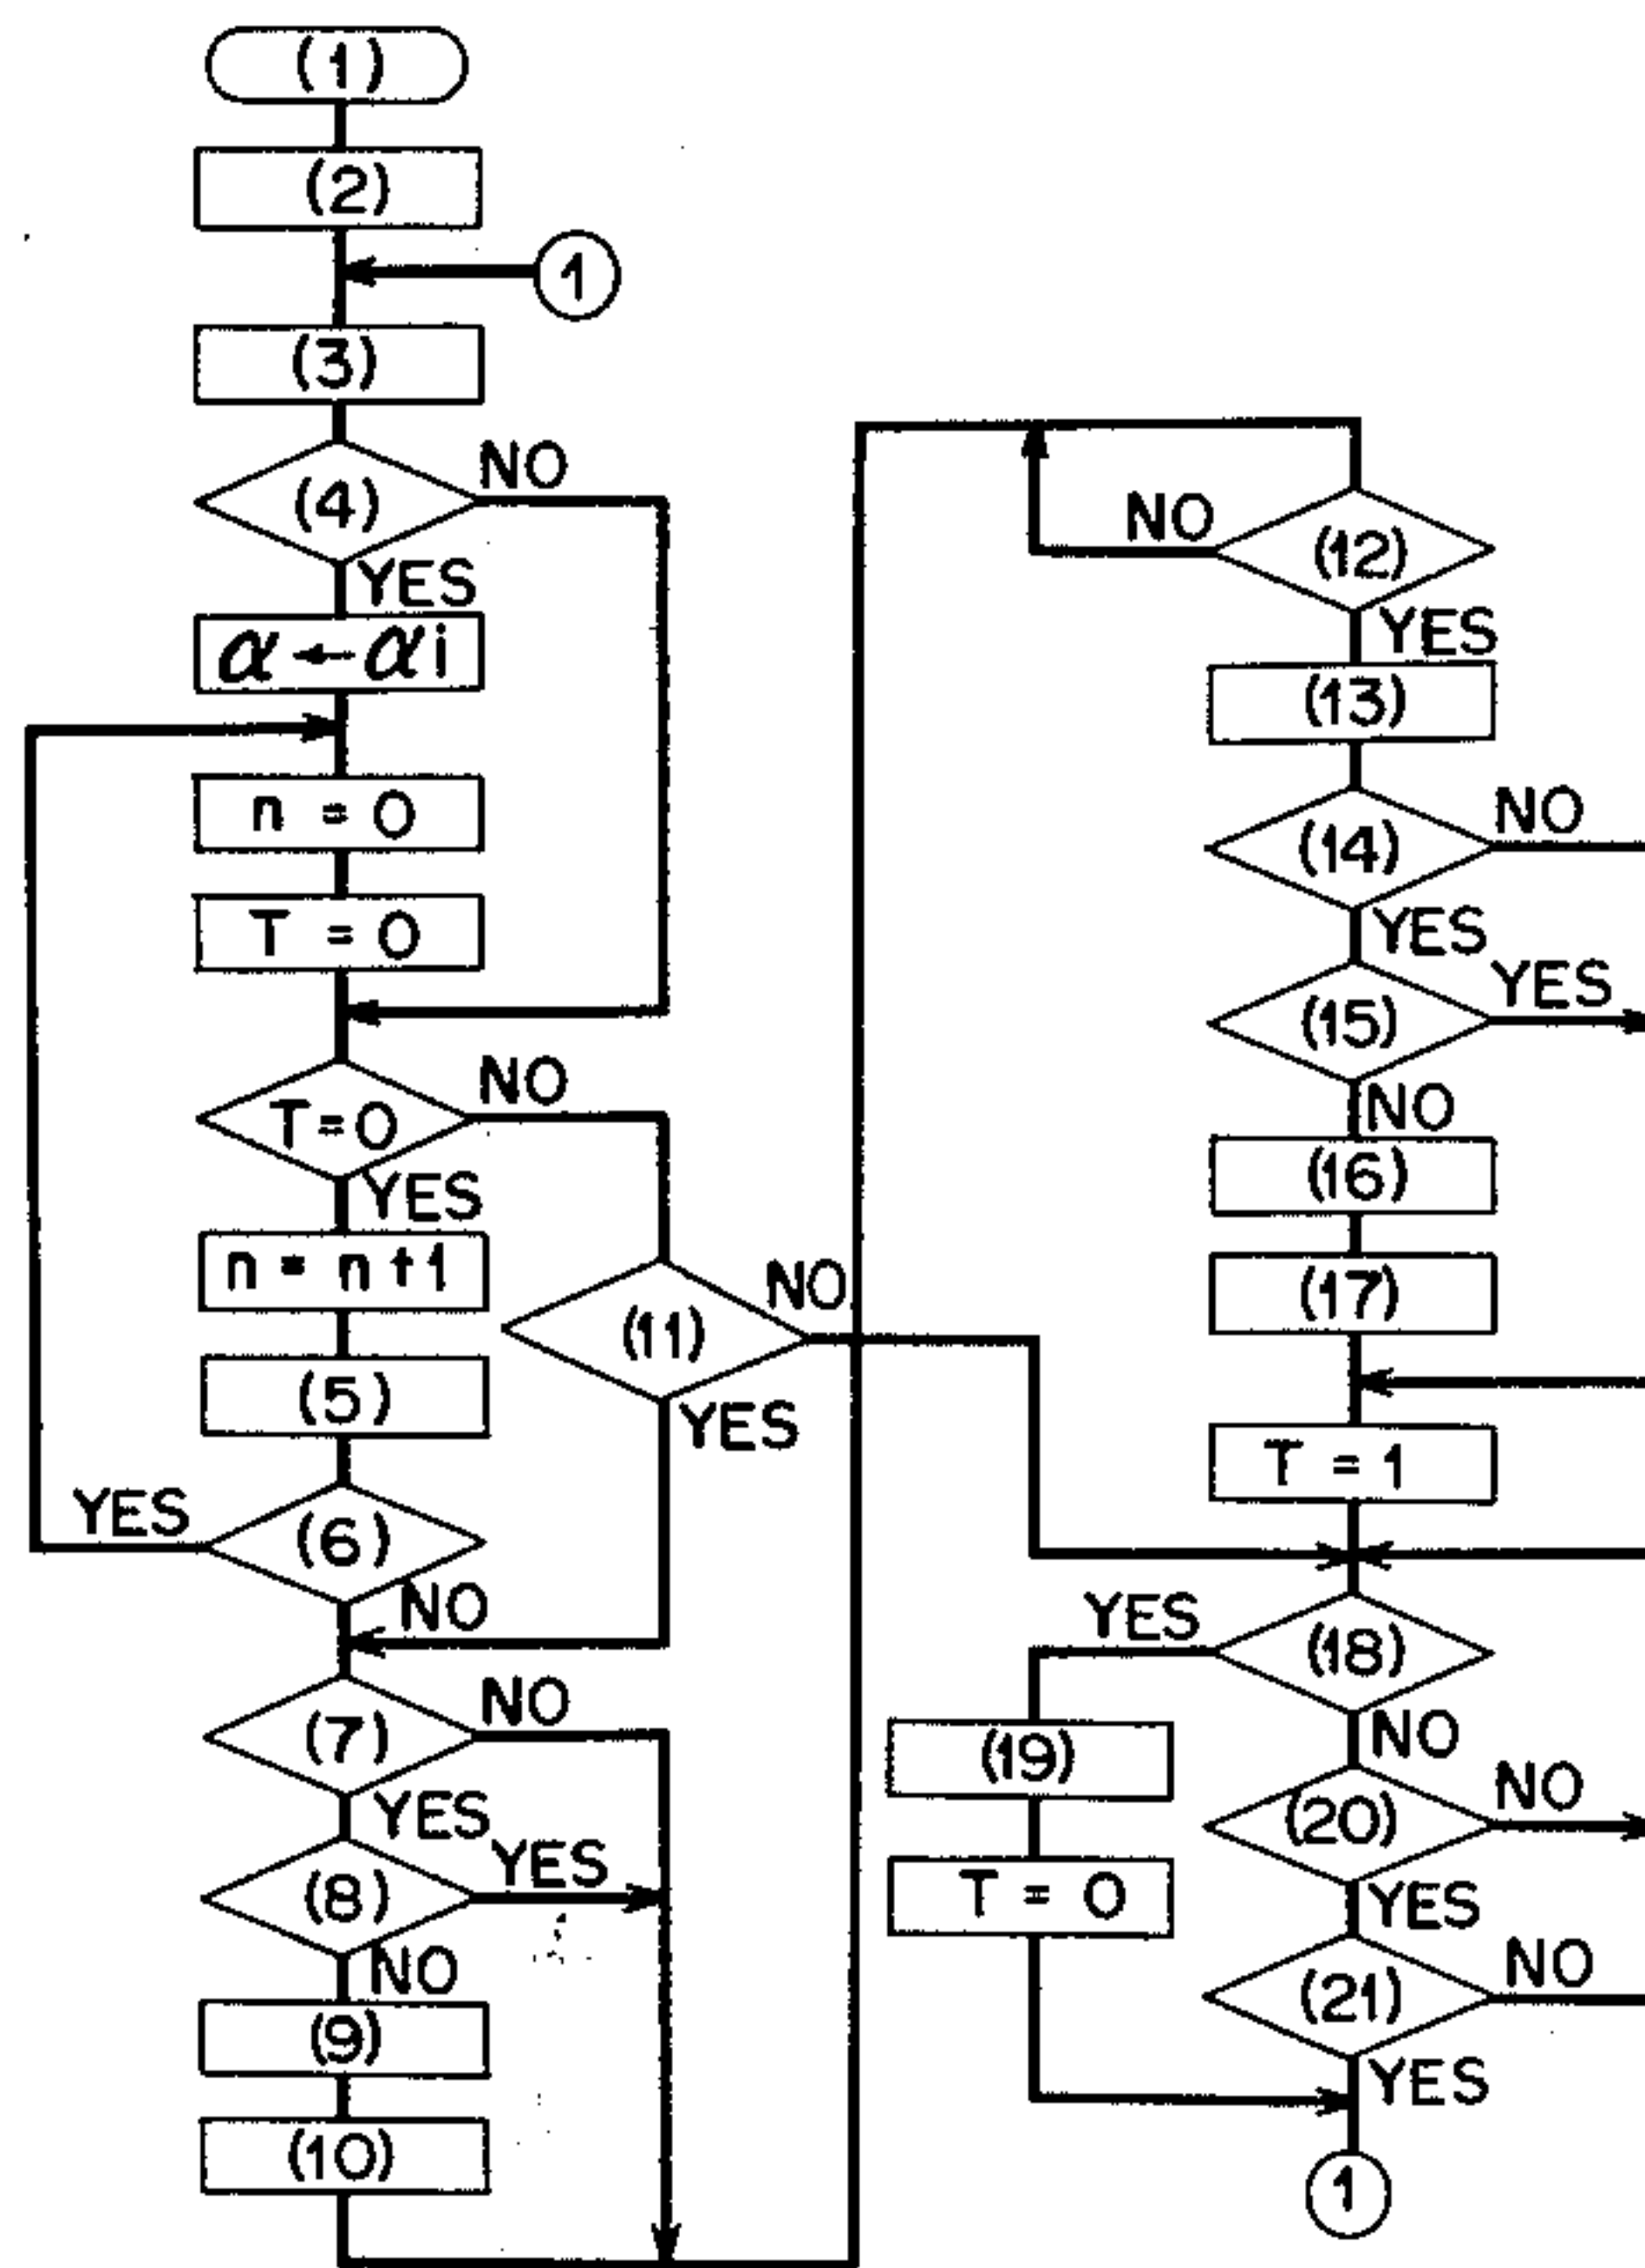 (1)
(2)
1
(3)
(4)
NO
YES
α ← αi
n = 0
T = 0
T=0
NO
YES
n = n+1
(5)
(6)
YES
NO
(11)
NO
YES
(7)
NO
YES
(8)
YES
NO
(9)
(10)
(12)
NO
YES
(13)
(14)
NO
YES
(15)
YES
NO
(16)
(17)
T = 1
(18)
YES
NO
(19)
T = 0
(20)
NO
YES
(21)
NO
YES
1